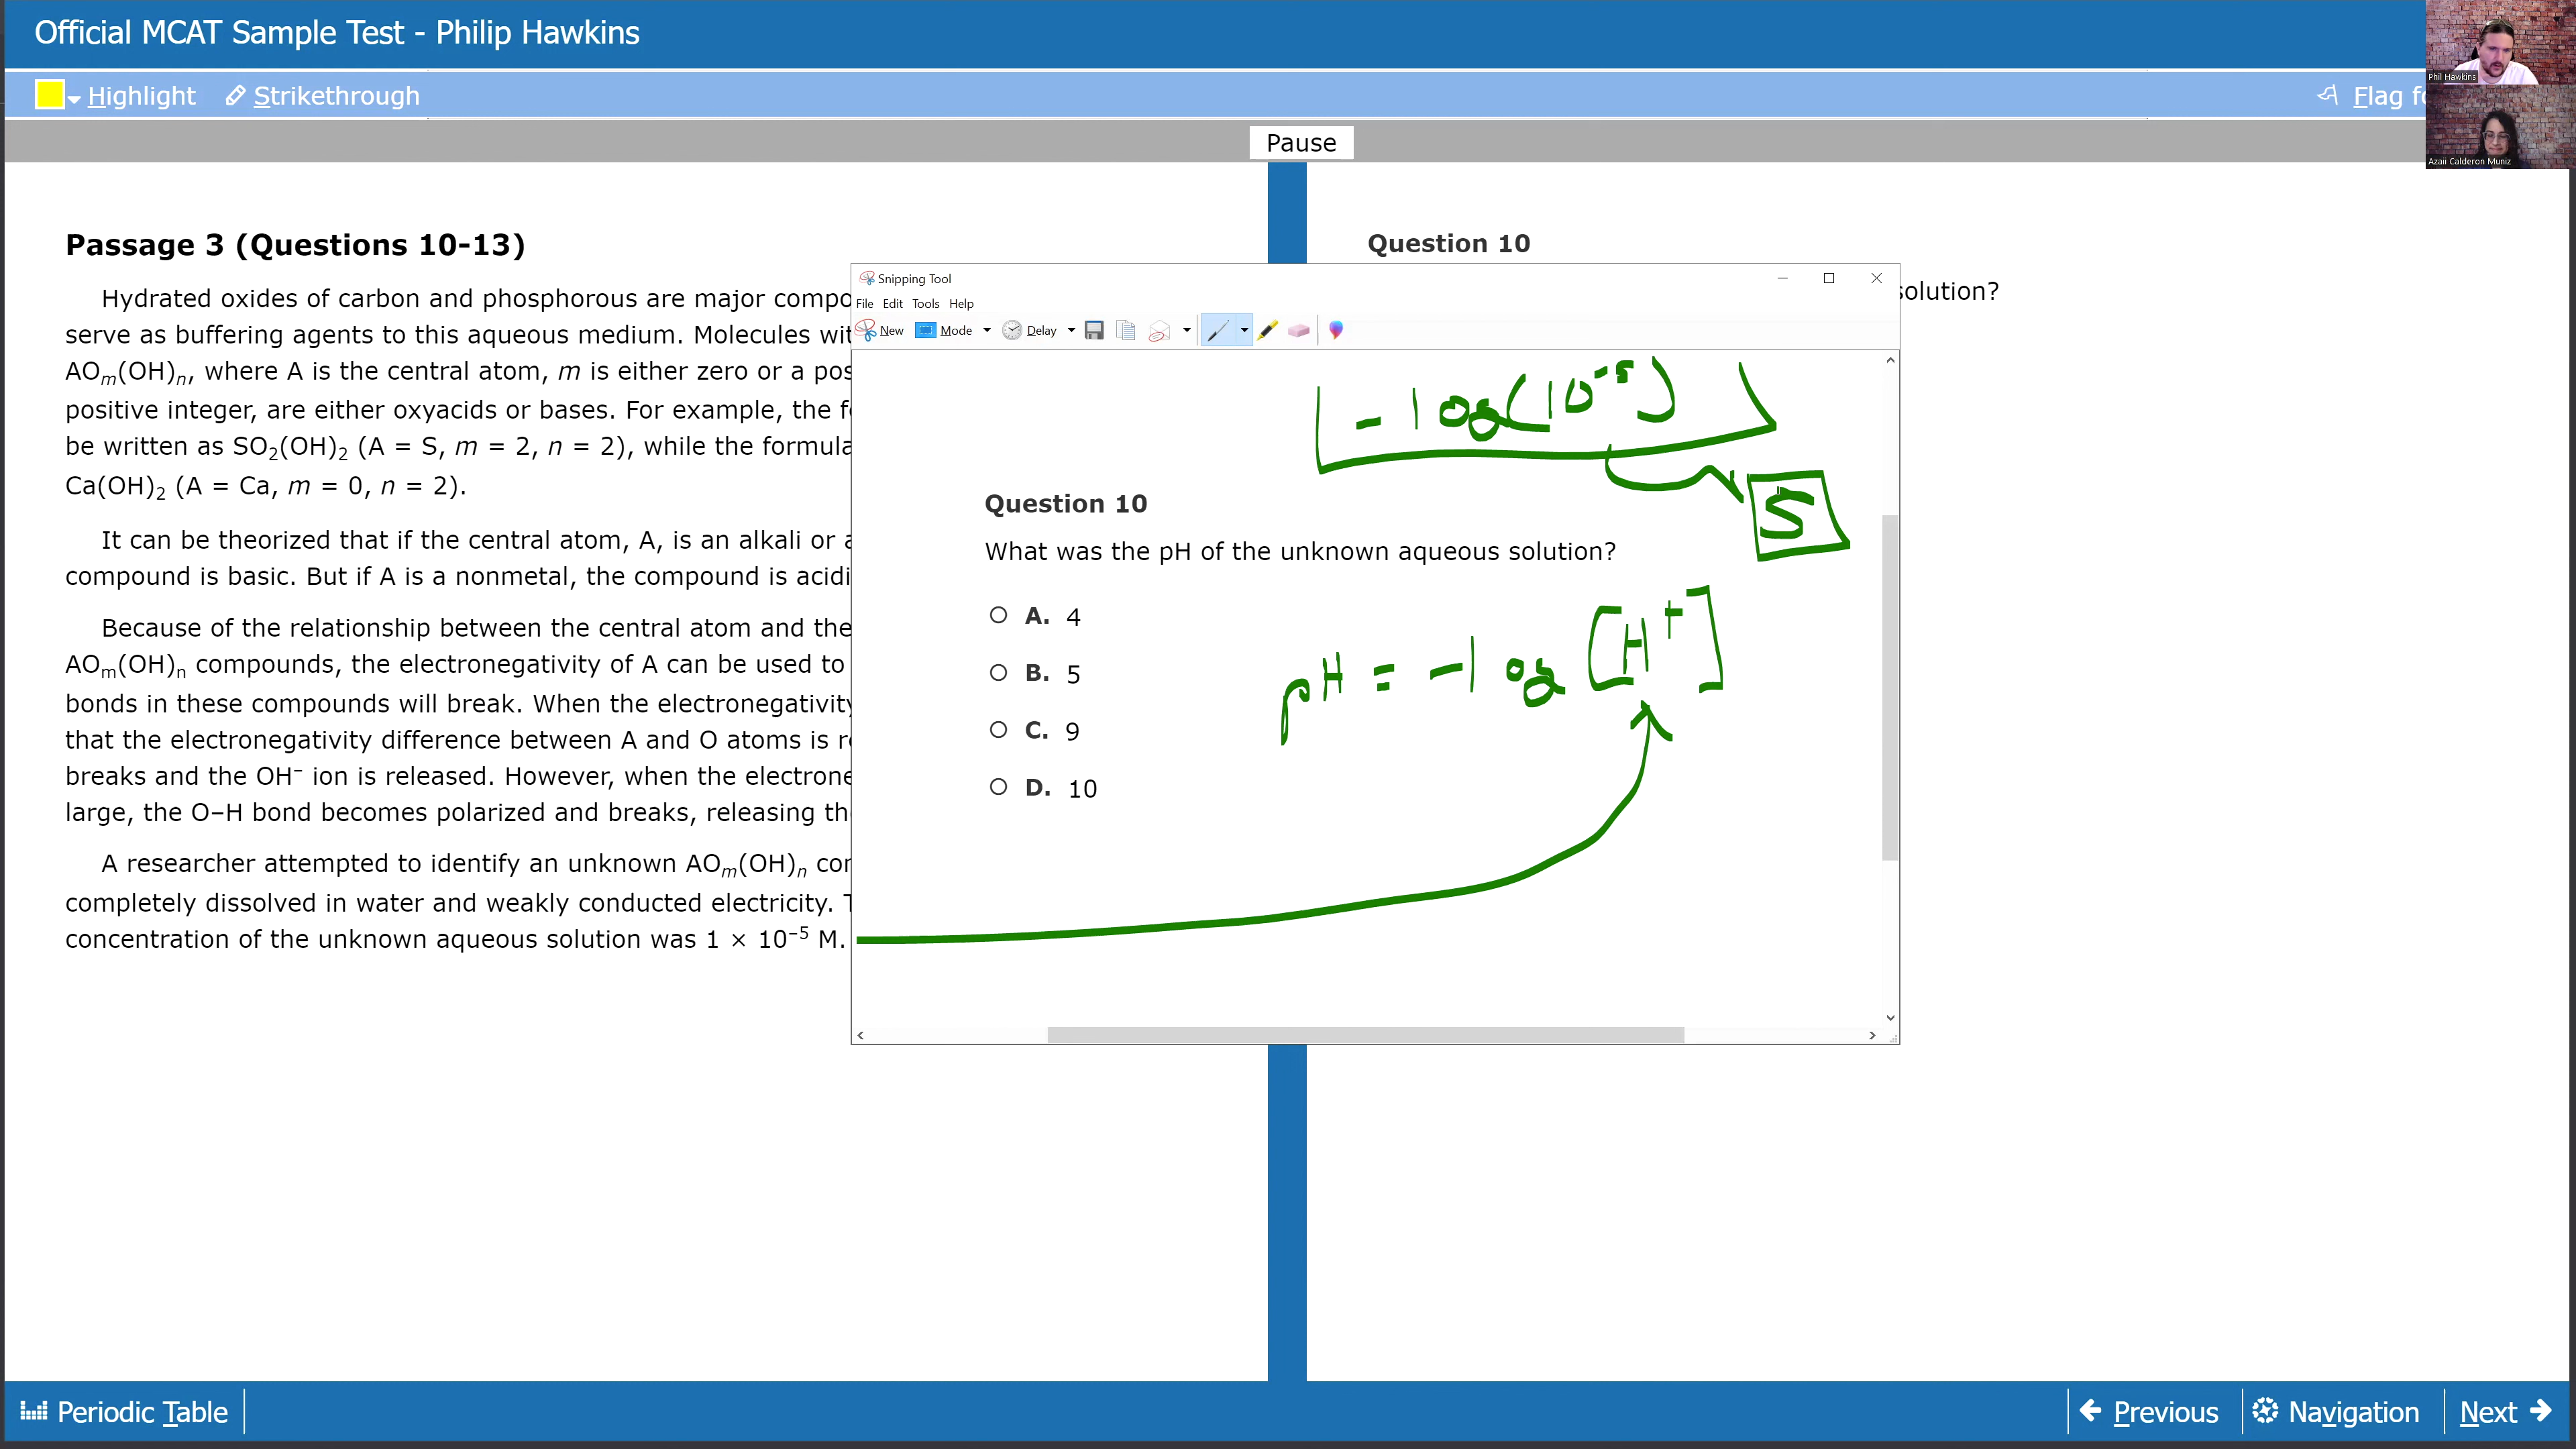 Official MCAT Sample Test - Philip Hawkins
Phil Hawkins
Azaii Calderon Muniz
Highlight Strikethrough
Flag
Pause
Passage 3 (Questions 10-13)
Hydrated oxides of carbon and phosphorous are major compo
serve as buffering agents to this aqueous medium. Molecules wit
AOm(OH)n, where A is the central atom, m is either zero or a pos
positive integer, are either oxyacids or bases. For example, the f
be written as SO2(OH)2 (A = S, m = 2, n = 2), while the formula
Ca(OH)2 (A = Ca, m = 0, n = 2).
It can be theorized that if the central atom, A, is an alkali or a
compound is basic. But if A is a nonmetal, the compound is acidi
Because of the relationship between the central atom and the
AOm(OH)n compounds, the electronegativity of A can be used to
bonds in these compounds will break. When the electronegativity
that the electronegativity difference between A and O atoms is r
breaks and the OH– ion is released. However, when the electrone
large, the O–H bond becomes polarized and breaks, releasing th
A researcher attempted to identify an unknown AOm(OH)n con
completely dissolved in water and weakly conducted electricity. T
concentration of the unknown aqueous solution was 1 × 10–5 M.
Question 10
solution?
Snipping Tool
File Edit Tools Help
New Mode Delay
-log(10-5)
5
Question 10
What was the pH of the unknown aqueous solution?
A. 4
B. 5
C. 9
D. 10
pH = -log [H+]
Periodic Table
Previous Navigation Next